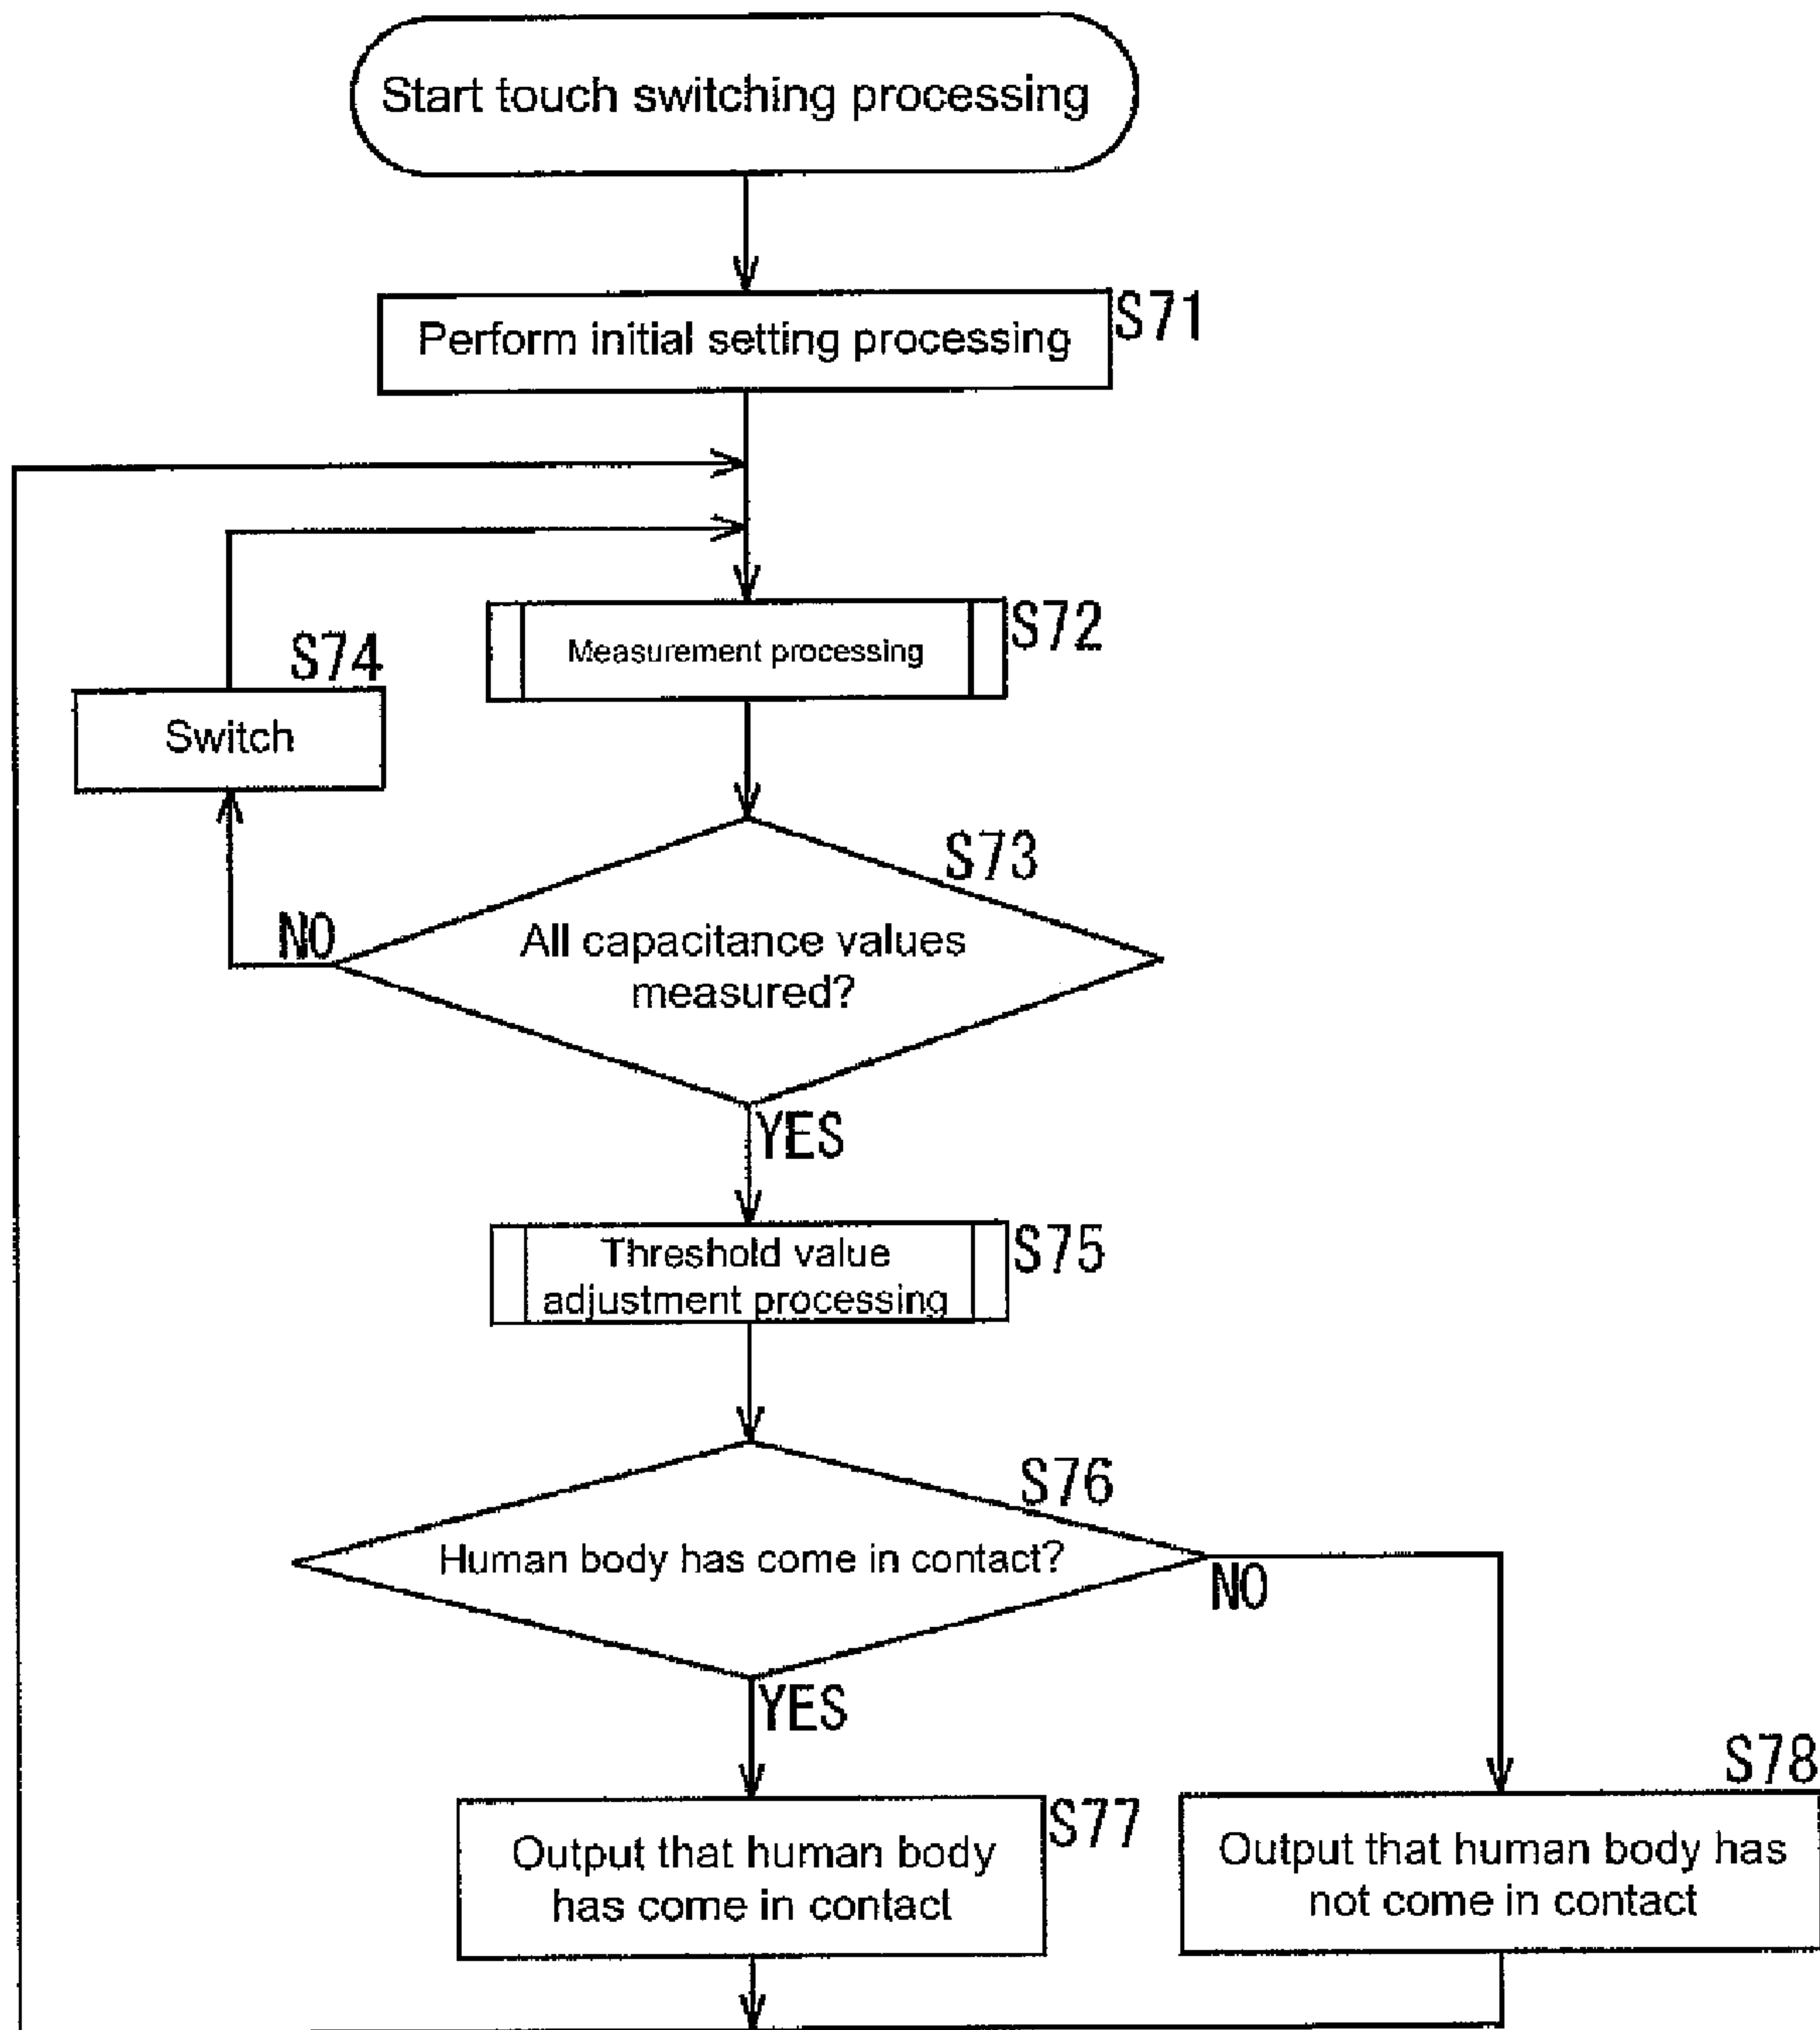 Start touch switching processing
Perform initial setting processing
S71
Measurement processing
S72
S74
Switch
S73
All capacitance values
measured?
NO
YES
Threshold value
adjustment processing
S75
S76
Human body has come in contact?
NO
YES
S77
Output that human body
has come in contact
S78
Output that human body has
not come in contact